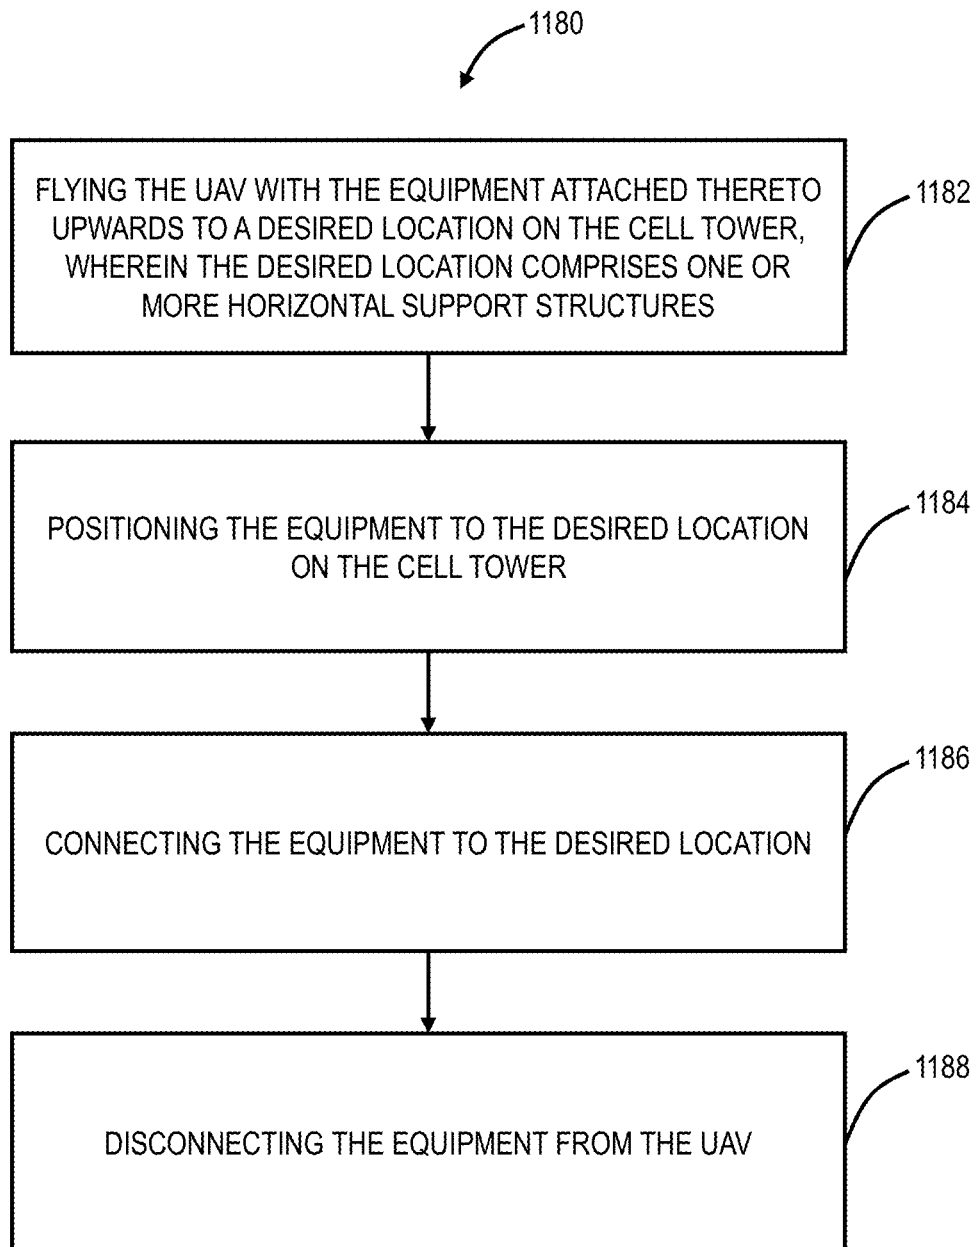 1180
FLYING THE UAV WITH THE EQUIPMENT ATTACHED THERETO
UPWARDS TO A DESIRED LOCATION ON THE CELL TOWER,
WHEREIN THE DESIRED LOCATION COMPRISES ONE OR
MORE HORIZONTAL SUPPORT STRUCTURES
1182
POSITIONING THE EQUIPMENT TO THE DESIRED LOCATION
ON THE CELL TOWER
1184
CONNECTING THE EQUIPMENT TO THE DESIRED LOCATION
1186
DISCONNECTING THE EQUIPMENT FROM THE UAV
1188